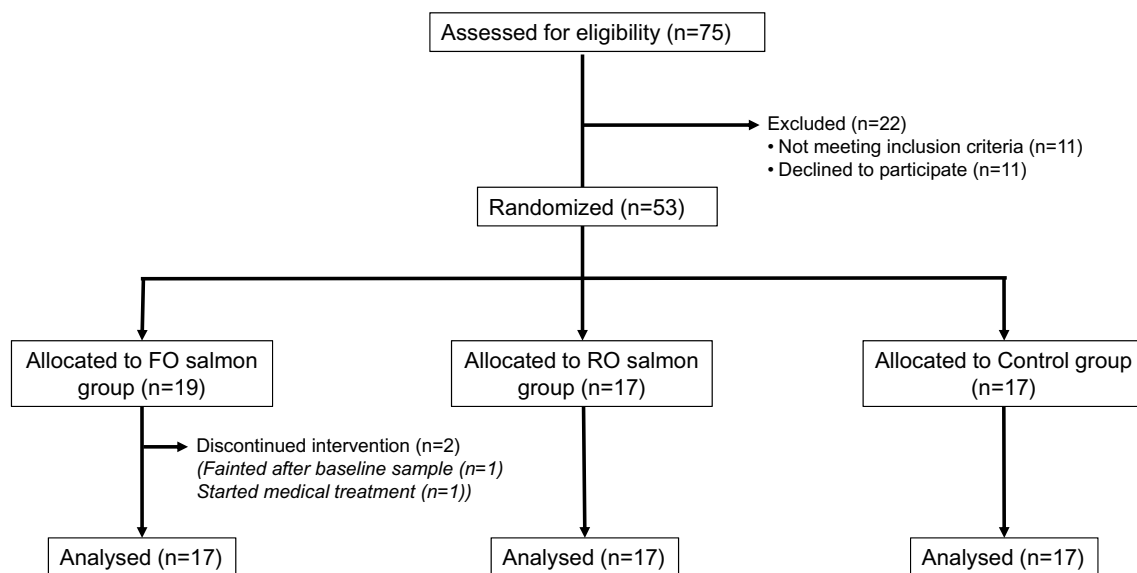 Assessed for eligibility (n=75)
Excluded (n=22)
• Not meeting inclusion criteria (n=11)
• Declined to participate (n=11)
Randomized (n=53)
Allocated to FO salmon
group (n=19)
Allocated to RO salmon
group (n=17)
Allocated to Control group
(n=17)
Discontinued intervention (n=2)
(Fainted after baseline sample (n=1)
Started medical treatment (n=1))
Analysed (n=17)
Analysed (n=17)
Analysed (n=17)